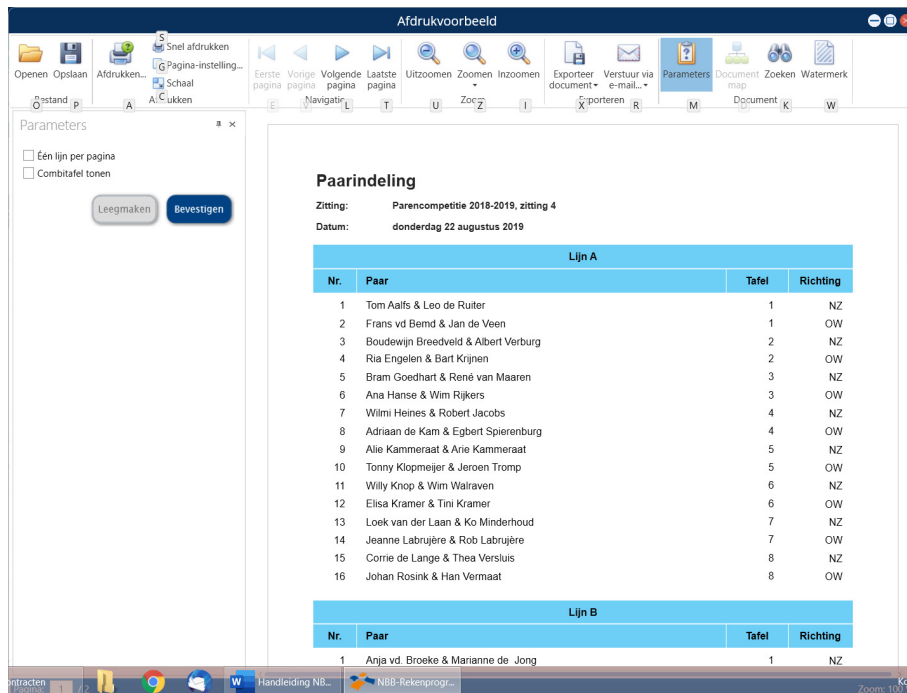 Afdrukvoorbeeld
Openen Opslaan Afdrukken... Snel afdrukken Pagina-instelling... Schaal
Eerste pagina Vorige pagina Volgende pagina Laatste pagina Uitzoomen Zoomen Inzoomen Exporteer document Verstuur via e-mail... Parameters Document map Zoeken Watermerk
S G C
Bestand Afdrukken Navigatie Zoom Exporteren Document
O P A E V L T U Z I X R M D K W
Parameters
Één lijn per pagina
Combitafel tonen
Leegmaken Bevestigen
Paarindeling
Zitting: Parencompetitie 2018-2019, zitting 4
Datum: donderdag 22 augustus 2019
Lijn A
Nr. Paar Tafel Richting
1 Tom Aalfs & Leo de Ruiter 1 NZ
2 Frans vd Bemd & Jan de Veen 1 OW
3 Boudewijn Breedveld & Albert Verburg 2 NZ
4 Ria Engelen & Bart Krijnen 2 OW
5 Bram Goedhart & René van Maaren 3 NZ
6 Ana Hanse & Wim Rijkers 3 OW
7 Wilmi Heines & Robert Jacobs 4 NZ
8 Adriaan de Kam & Egbert Spierenburg 4 OW
9 Alie Kammeraat & Arie Kammeraat 5 NZ
10 Tonny Klopmeijer & Jeroen Tromp 5 OW
11 Willy Knop & Wim Walraven 6 NZ
12 Elisa Kramer & Tini Kramer 6 OW
13 Loek van der Laan & Ko Minderhoud 7 NZ
14 Jeanne Labrujère & Rob Labrujère 7 OW
15 Corrie de Lange & Thea Versluis 8 NZ
16 Johan Rosink & Han Vermaat 8 OW
Lijn B
Nr. Paar Tafel Richting
1 Anja vd. Broeke & Marianne de Jong 1 NZ
ontracten W Handleiding NB... NBB-Rekenprogr... Ko
Pagina: 1 / 2 Zoom: 100